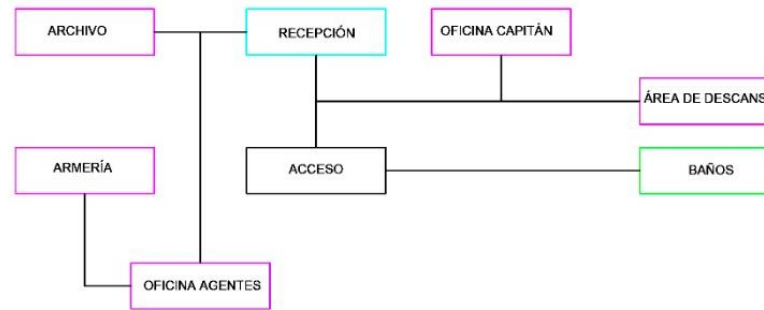 ARCHIVO
RECEPCIÓN
OFICINA CAPITÁN
ÁREA DE DESCANS
ARMERÍA
ACCESO
BAÑOS
OFICINA AGENTES